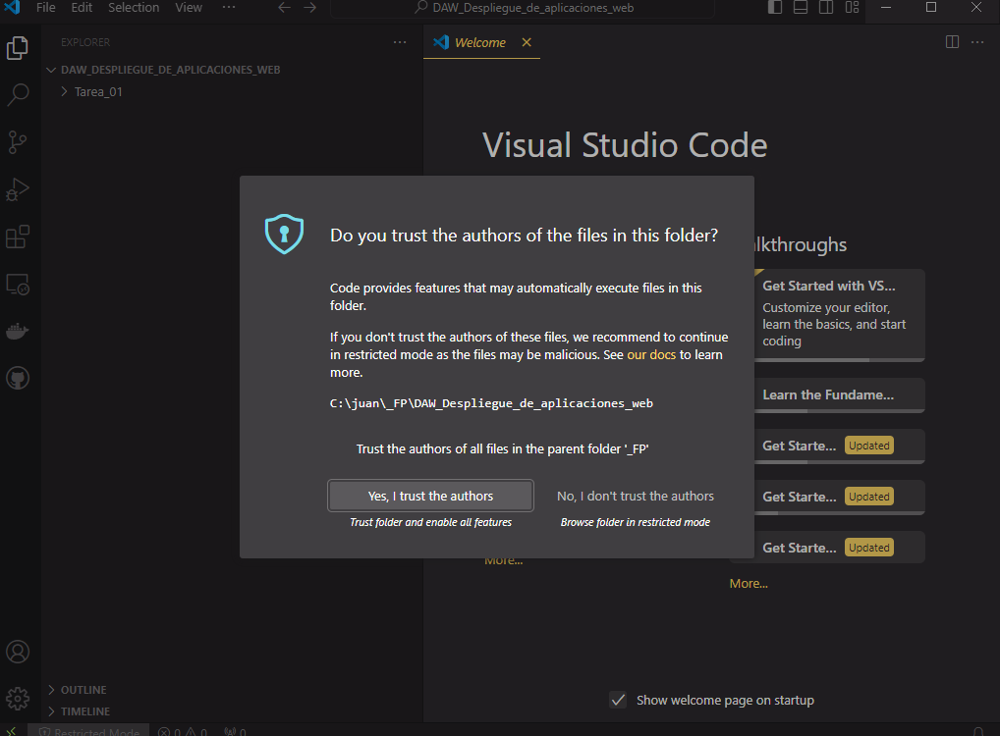 File Edit Selection View ··· DAW_Despliegue_de_aplicaciones_web
EXPLORER ···
Welcome
DAW_DESPLIEGUE_DE_APLICACIONES_WEB
Tarea_01
Visual Studio Code
Do you trust the authors of the files in this folder?
Code provides features that may automatically execute files in this
folder.
If you don't trust the authors of these files, we recommend to continue
in restricted mode as the files may be malicious. See our docs to learn
more.
C:\juan\_FP\DAW_Despliegue_de_aplicaciones_web
Trust the authors of all files in the parent folder '_FP'
Yes, I trust the authors
Trust folder and enable all features
No, I don't trust the authors
Browse folder in restricted mode
lkthroughs
Get Started with VS...
Customize your editor,
learn the basics, and start
coding
Learn the Fundame...
Get Starte... Updated
Get Starte... Updated
Get Starte... Updated
More...
More...
OUTLINE
TIMELINE
Show welcome page on startup
Restricted Mode 0 0 0